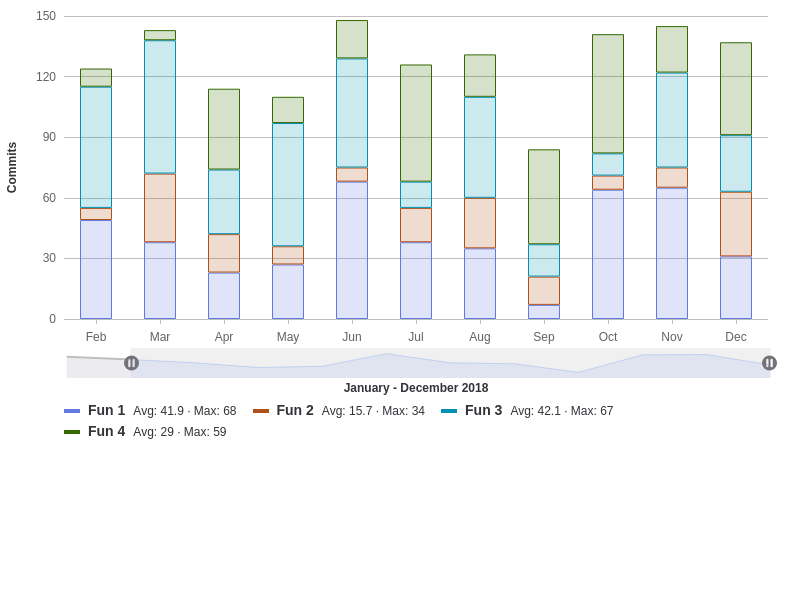 150
120
90
60
30
0
Commits
Feb Mar Apr May Jun Jul Aug Sep Oct Nov Dec
January - December 2018
Fun 1 Avg: 41.9 · Max: 68 Fun 2 Avg: 15.7 · Max: 34 Fun 3 Avg: 42.1 · Max: 67
Fun 4 Avg: 29 · Max: 59